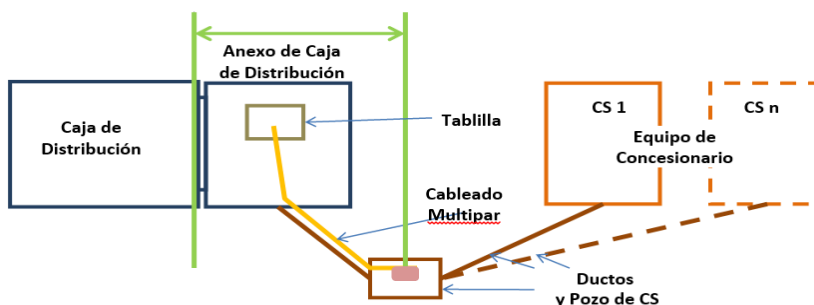 Anexo de Caja
de Distribución
Caja de
Distribución
Tablilla
CS 1
CS n
Equipo de
Concesionario
Cableado
Multipar
Ductos
y Pozo de CS